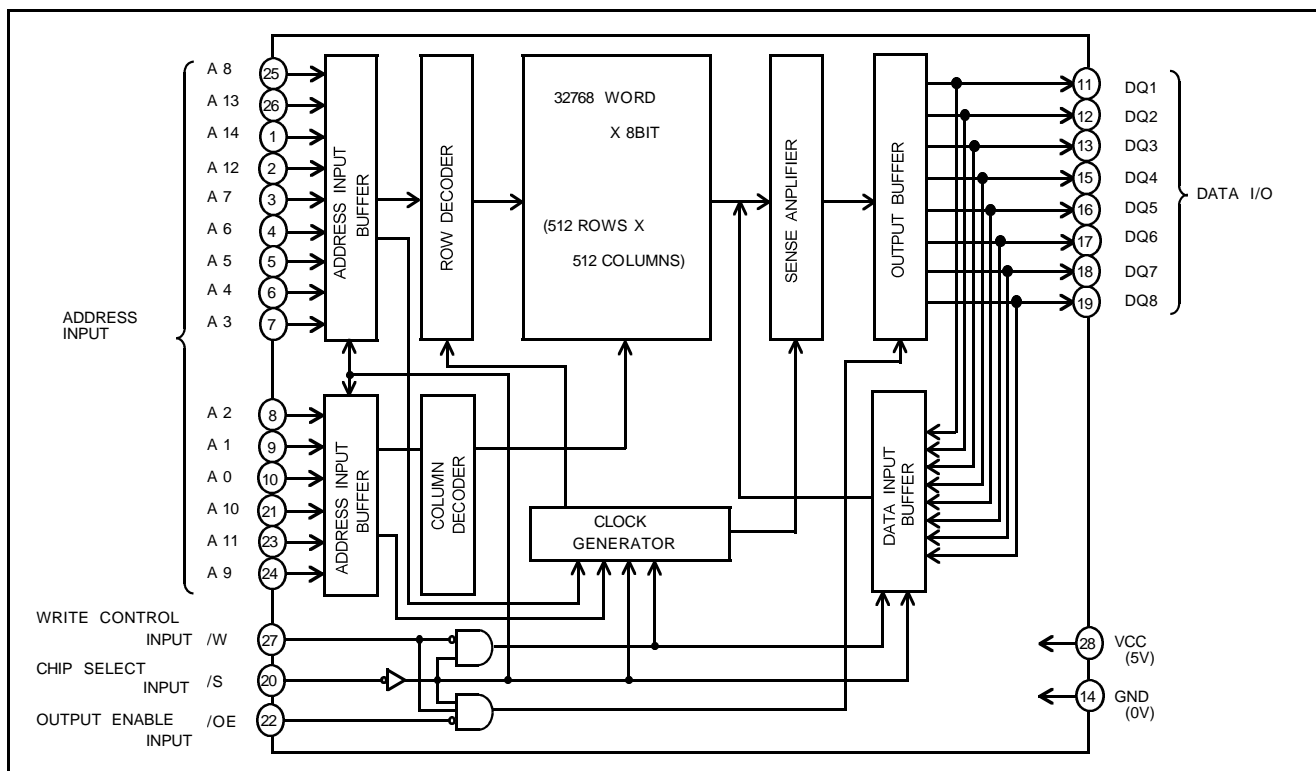 ADDRESS
INPUT
A 8 25
A 13 26
A 14 1
A 12 2
A 7 3
A 6 4
A 5 5
A 4 6
A 3 7
A 2 8
A 1 9
A 0 10
A 10 21
A 11 23
A 9 24
WRITE CONTROL
INPUT /W 27
CHIP SELECT
INPUT /S 20
OUTPUT ENABLE /OE 22
INPUT
ADDRESS INPUT
BUFFER
ROW DECODER
32768 WORD
X 8BIT
(512 ROWS X
512 COLUMNS)
SENSE ANPLIFIER
OUTPUT BUFFER
ADDRESS INPUT
BUFFER
COLUMN
DECODER
CLOCK
GENERATOR
DATA INPUT
BUFFER
11 DQ1
12 DQ2
13 DQ3
15 DQ4
16 DQ5
17 DQ6
18 DQ7
19 DQ8
DATA I/O
28 VCC
(5V)
14 GND
(0V)